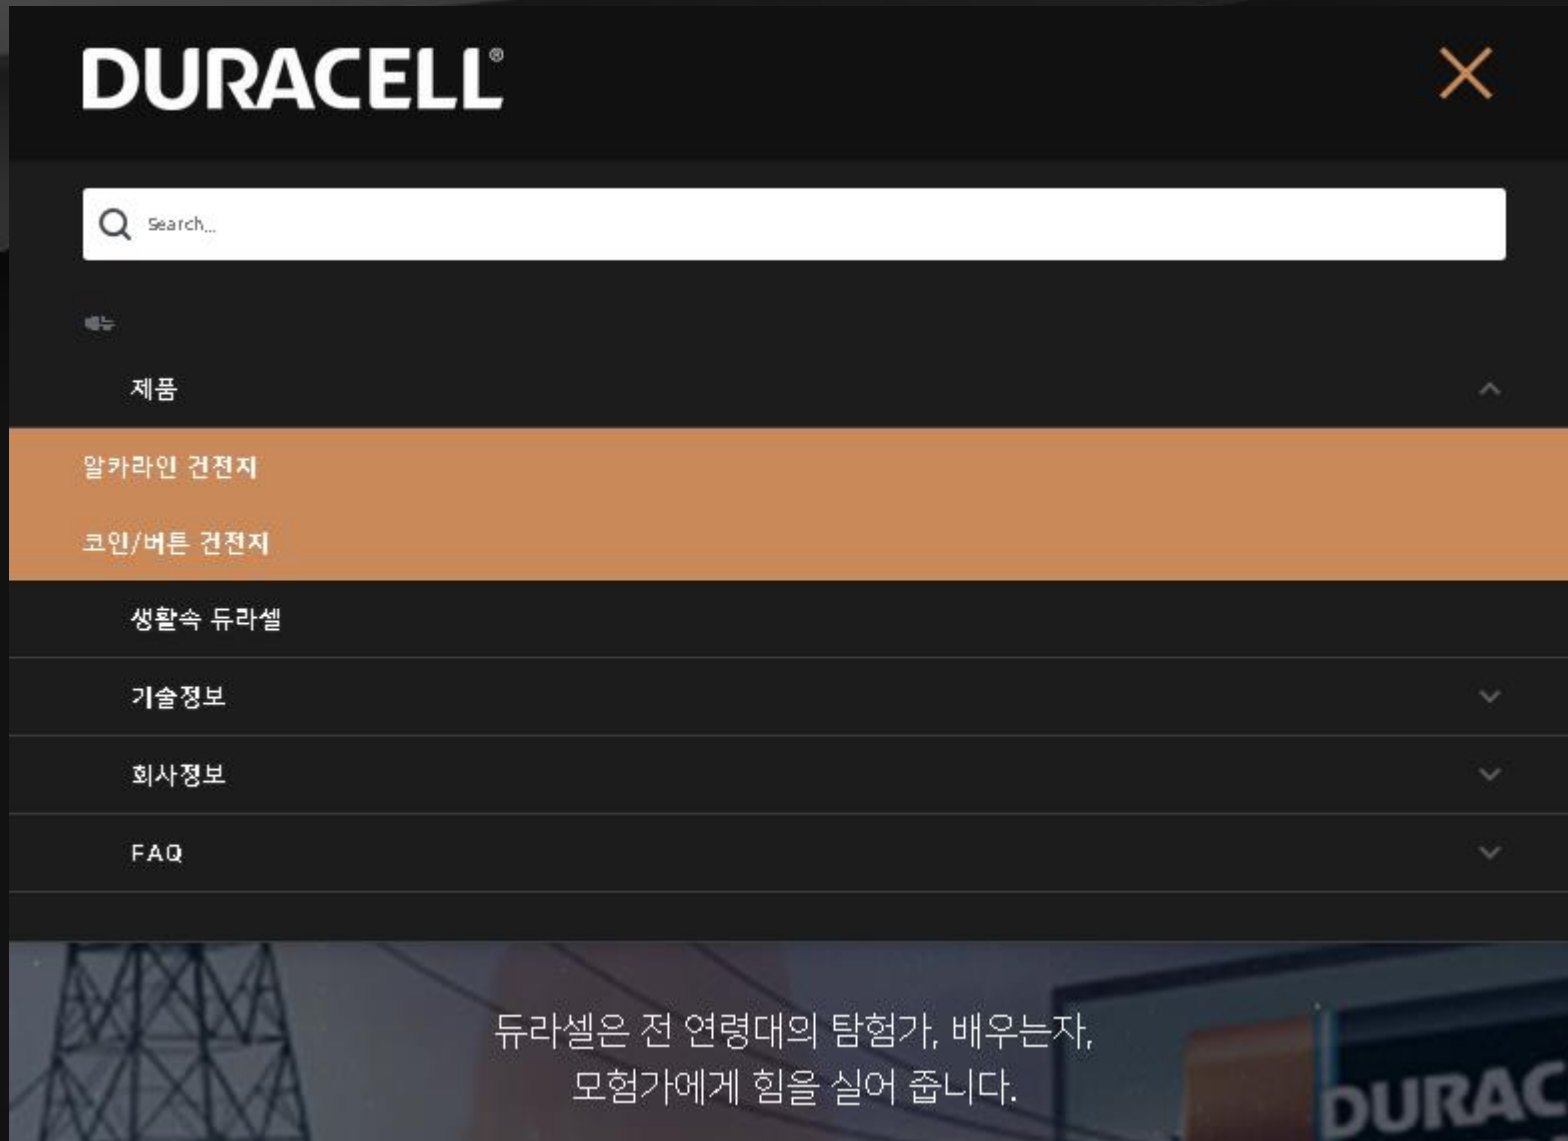 DURACELL®
Search...
제품
알카라인 건전지
코인/버튼 건전지
생활속 듀라셀
기술정보
회사정보
FAQ
듀라셀은 전 연령대의 탐험가, 배우는자,
모험가에게 힘을 실어 줍니다.
DURAC